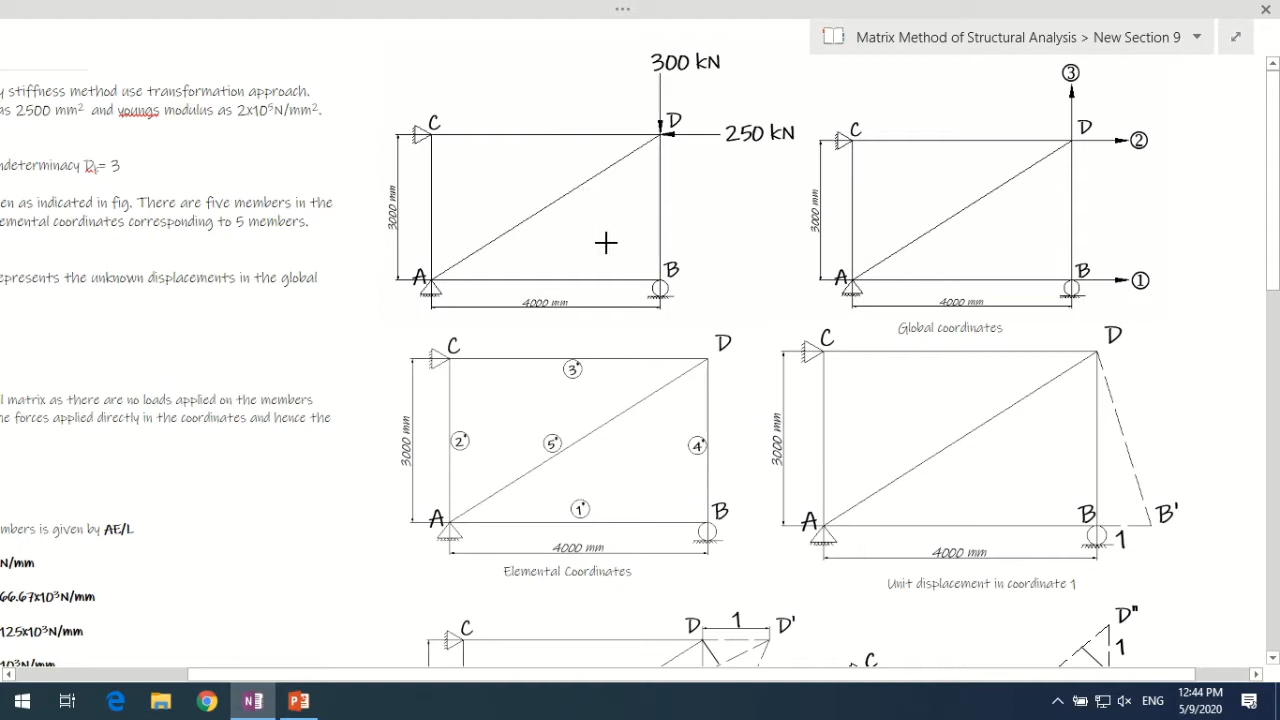 Matrix Method of Structural Analysis > New Section 9
y stiffness method use transformation approach.
as 2500 mm² and youngs modulus as 2x10⁵N/mm².
ndeterminacy Dk= 3
en as indicated in fig. There are five members in the
emental coordinates corresponding to 5 members.
epresents the unknown displacements in the global
l matrix as there are no loads applied on the members
he forces applied directly in the coordinates and hence the
mbers is given by AE/L
N/mm
66.67x10³N/mm
125x10³N/mm
10³N/mm
300 kN
C
D
250 kN
3000 mm
A
B
4000 mm
③
C
D
②
3000 mm
A
B
①
4000 mm
Global coordinates
C
D
3*
3000 mm
2*
5*
4*
A
1*
B
4000 mm
Elemental Coordinates
C
D
3000 mm
A
B
B'
1
4000 mm
Unit displacement in coordinate 1
C
D
1
D'
D"
1
C
ENG
12:44 PM
5/9/2020